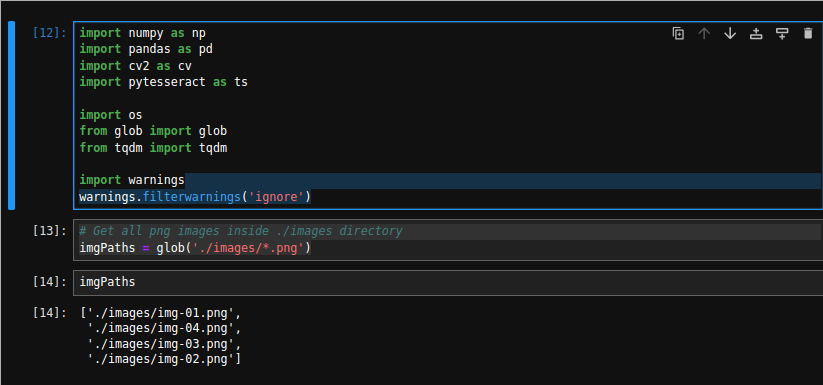 [12]: import numpy as np
import pandas as pd
import cv2 as cv
import pytesseract as ts
import os
from glob import glob
from tqdm import tqdm
import warnings
warnings.filterwarnings('ignore')
[13]: # Get all png images inside ./images directory
imgPaths = glob('./images/*.png')
[14]: imgPaths
[14]: ['./images/img-01.png',
'./images/img-04.png',
'./images/img-03.png',
'./images/img-02.png']